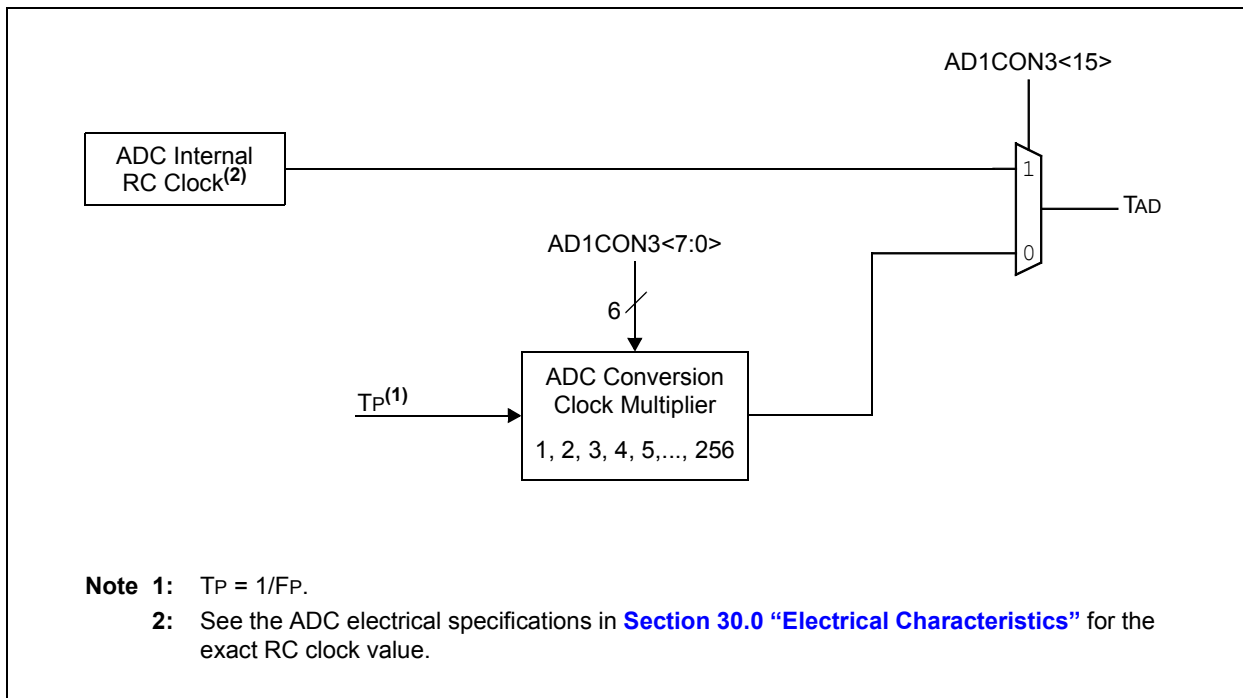 AD1CON3<15>
ADC Internal
RC Clock(2)
1
TAD
AD1CON3<7:0>
0
6
ADC Conversion
Clock Multiplier
TP(1)
1, 2, 3, 4, 5,..., 256
Note 1: TP = 1/FP.
2: See the ADC electrical specifications in Section 30.0 “Electrical Characteristics” for the
exact RC clock value.